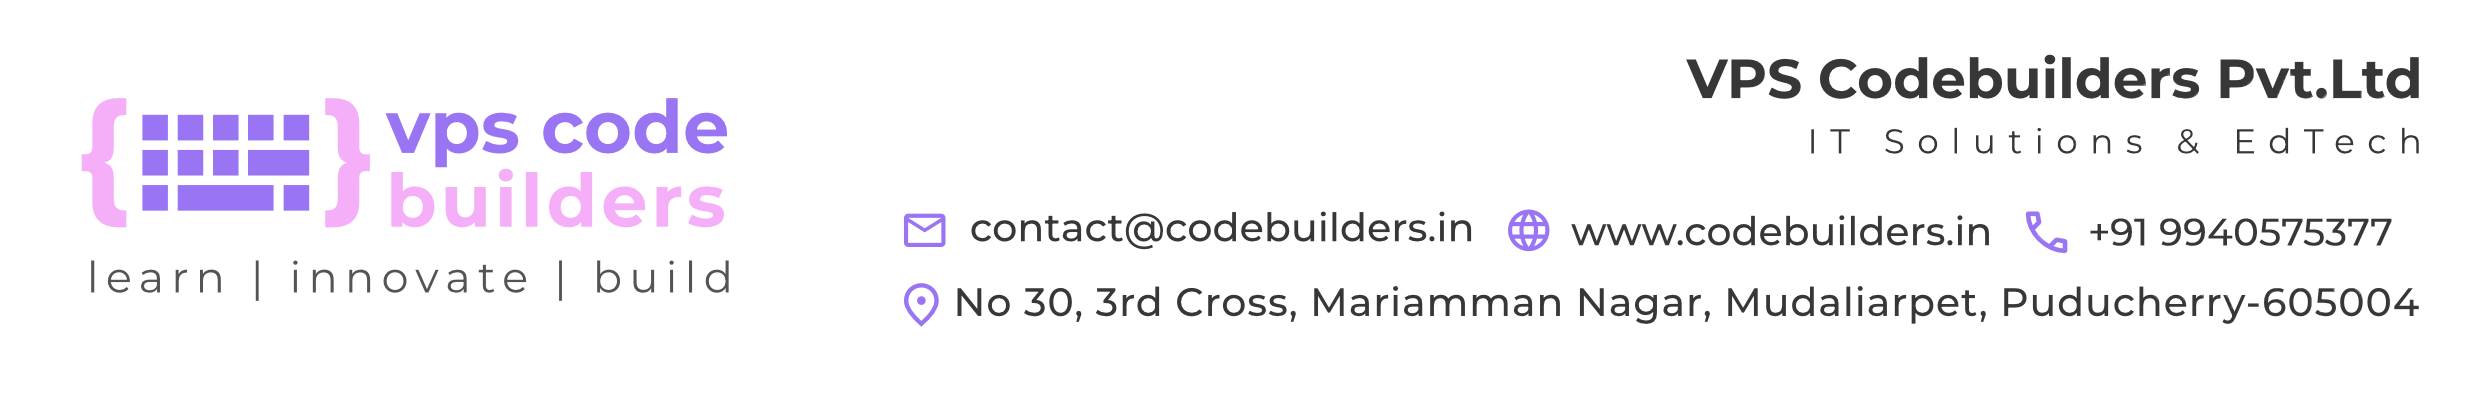 vps code
builders
learn | innovate | build
VPS Codebuilders Pvt.Ltd
IT Solutions & EdTech
contact@codebuilders.in www.codebuilders.in +91 9940575377
No 30, 3rd Cross, Mariamman Nagar, Mudaliarpet, Puducherry-605004